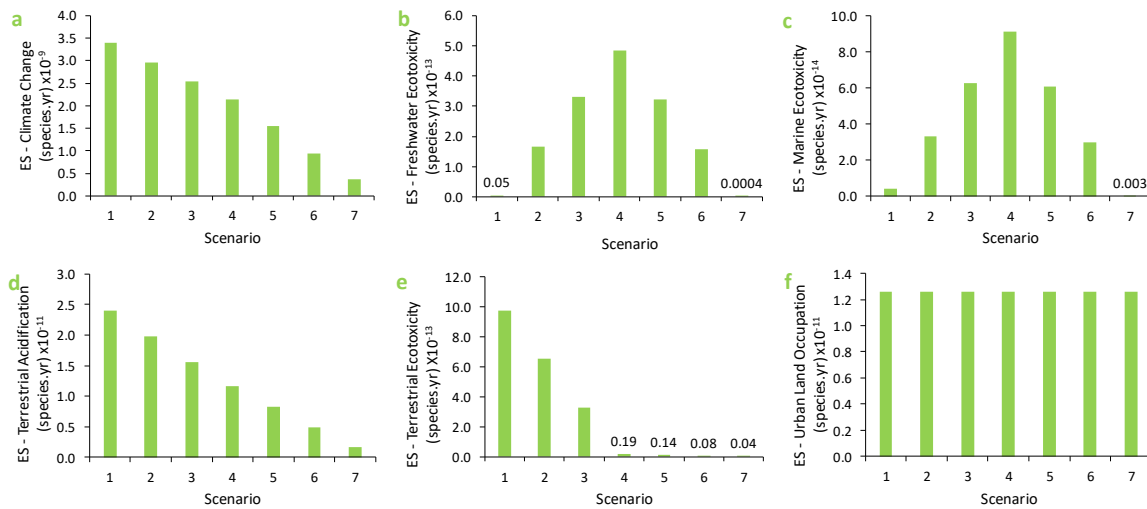 a
ES - Climate Change
(species.yr) x10⁻⁹
4.0
3.5
3.0
2.5
2.0
1.5
1.0
0.5
0.0
1 2 3 4 5 6 7
Scenario
b
ES - Freshwater Ecotoxicity
(species.yr) x10⁻¹³
6.0
5.0
4.0
3.0
2.0
1.0
0.0
0.05
0.0004
1 2 3 4 5 6 7
Scenario
c
ES - Marine Ecotoxicity
(species.yr) x10⁻¹⁴
10.0
8.0
6.0
4.0
2.0
0.0
0.003
1 2 3 4 5 6 7
Scenario
d
ES - Terrestrial Acidification
(species.yr) x10⁻¹¹
3.0
2.5
2.0
1.5
1.0
0.5
0.0
1 2 3 4 5 6 7
Scenario
e
ES - Terrestrial Ecotoxicity
(species.yr) X10⁻¹³
12.0
10.0
8.0
6.0
4.0
2.0
0.0
0.19 0.14 0.08 0.04
1 2 3 4 5 6 7
Scenario
f
ES - Urban Land Occupation
(species.yr) x10⁻¹¹
1.4
1.2
1.0
0.8
0.6
0.4
0.2
0.0
1 2 3 4 5 6 7
Scenario